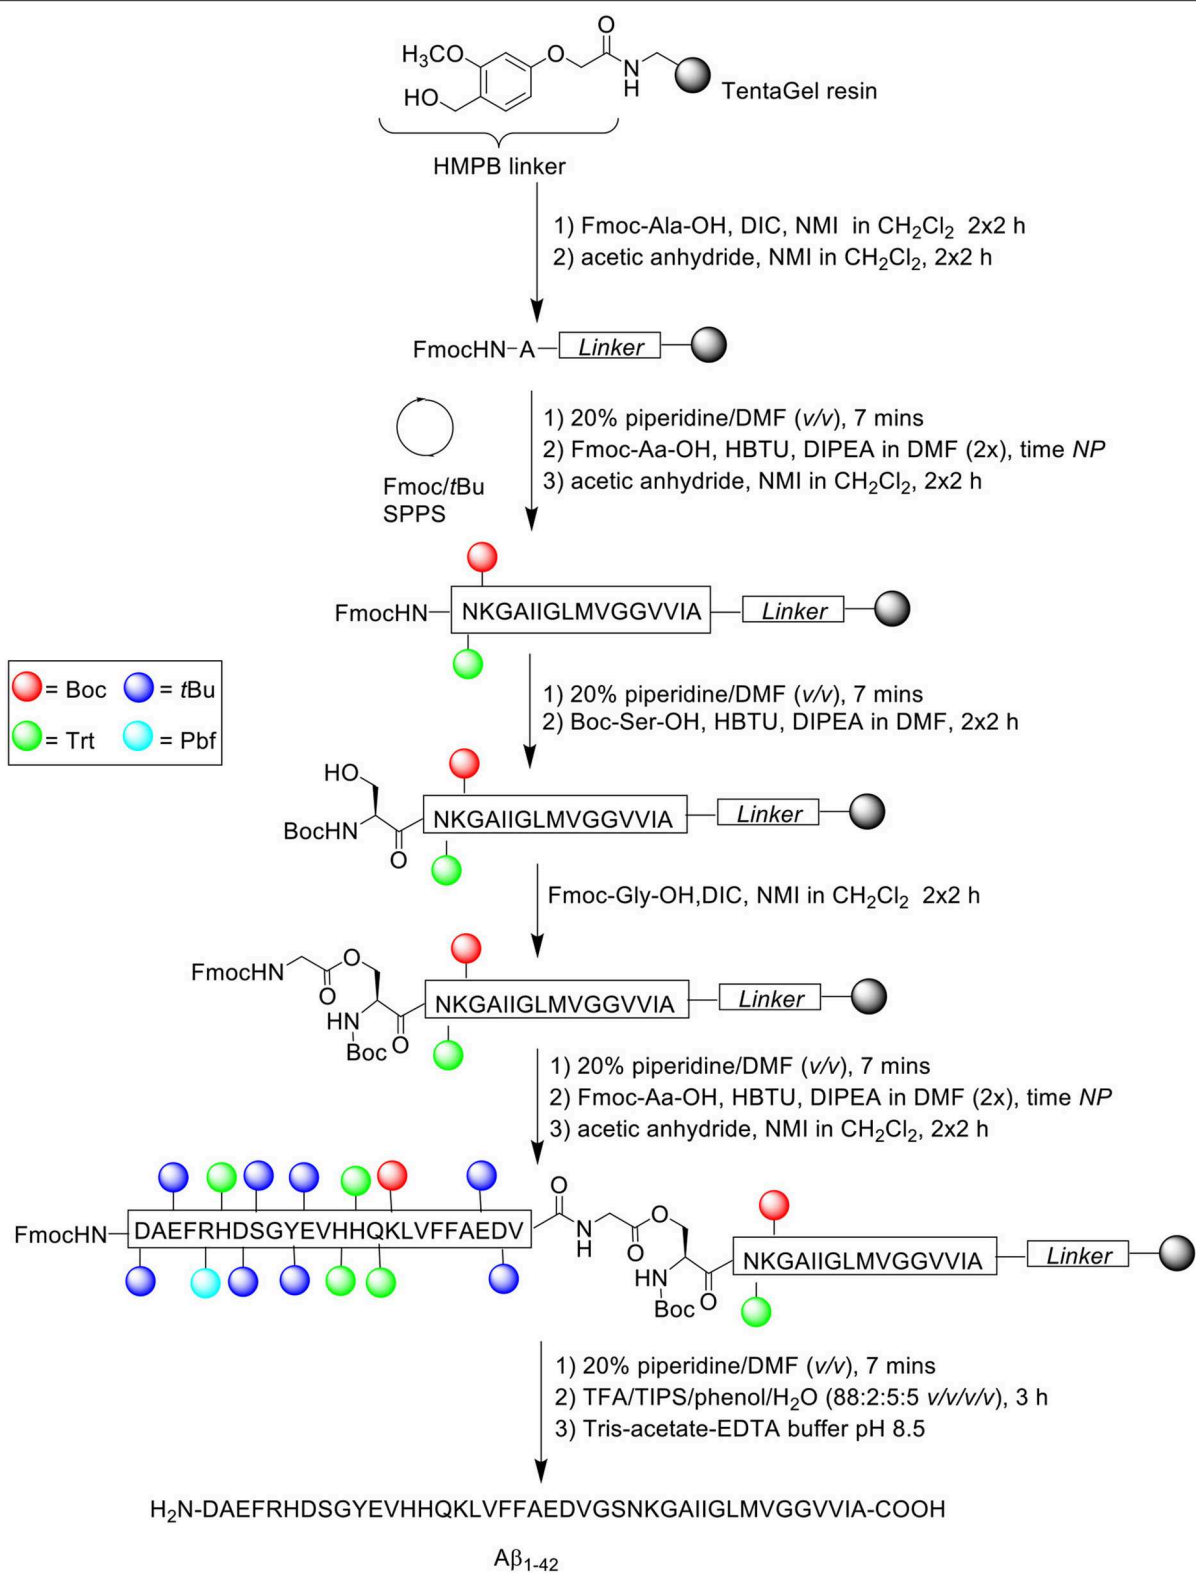 O
H₃CO
O
N
H
HO
TentaGel resin
HMPB linker
1) Fmoc-Ala-OH, DIC, NMI in CH₂Cl₂ 2x2 h
2) acetic anhydride, NMI in CH₂Cl₂, 2x2 h
FmocHN-A-Linker
1) 20% piperidine/DMF (v/v), 7 mins
2) Fmoc-Aa-OH, HBTU, DIPEA in DMF (2x), time NP
3) acetic anhydride, NMI in CH₂Cl₂, 2x2 h
Fmoc/tBu
SPPS
FmocHN NKGAIIGLMVGGVVIA Linker
= Boc = tBu
= Trt = Pbf
1) 20% piperidine/DMF (v/v), 7 mins
2) Boc-Ser-OH, HBTU, DIPEA in DMF, 2x2 h
HO
BocHN NKGAIIGLMVGGVVIA Linker
O
Fmoc-Gly-OH,DIC, NMI in CH₂Cl₂ 2x2 h
O
FmocHN
O
NKGAIIGLMVGGVVIA Linker
HN
Boc O
1) 20% piperidine/DMF (v/v), 7 mins
2) Fmoc-Aa-OH, HBTU, DIPEA in DMF (2x), time NP
3) acetic anhydride, NMI in CH₂Cl₂, 2x2 h
O
O
FmocHN DAEFRHDSGYEVHHQKLVFFAEDV
N
H
O
NKGAIIGLMVGGVVIA Linker
HN
Boc O
1) 20% piperidine/DMF (v/v), 7 mins
2) TFA/TIPS/phenol/H₂O (88:2:5:5 v/v/v/v), 3 h
3) Tris-acetate-EDTA buffer pH 8.5
H₂N-DAEFRHDSGYEVHHQKLVFFAEDVGSNKGAIIGLMVGGVVIA-COOH
Aβ₁₋₄₂